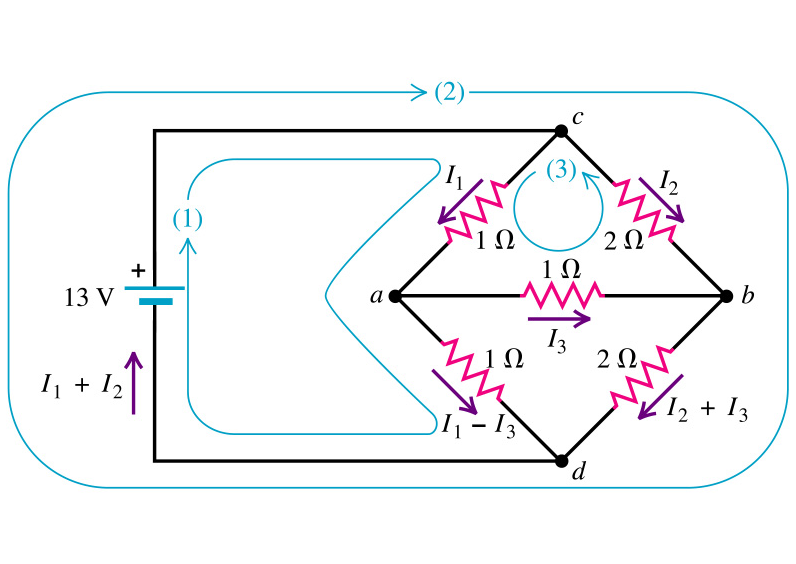 (2)
c
(3)
I₁
I₂
(1)
1 Ω
2 Ω
+
1 Ω
13 V
a
b
I₃
1 Ω
2 Ω
I₁ + I₂
I₁ − I₃
I₂ + I₃
d